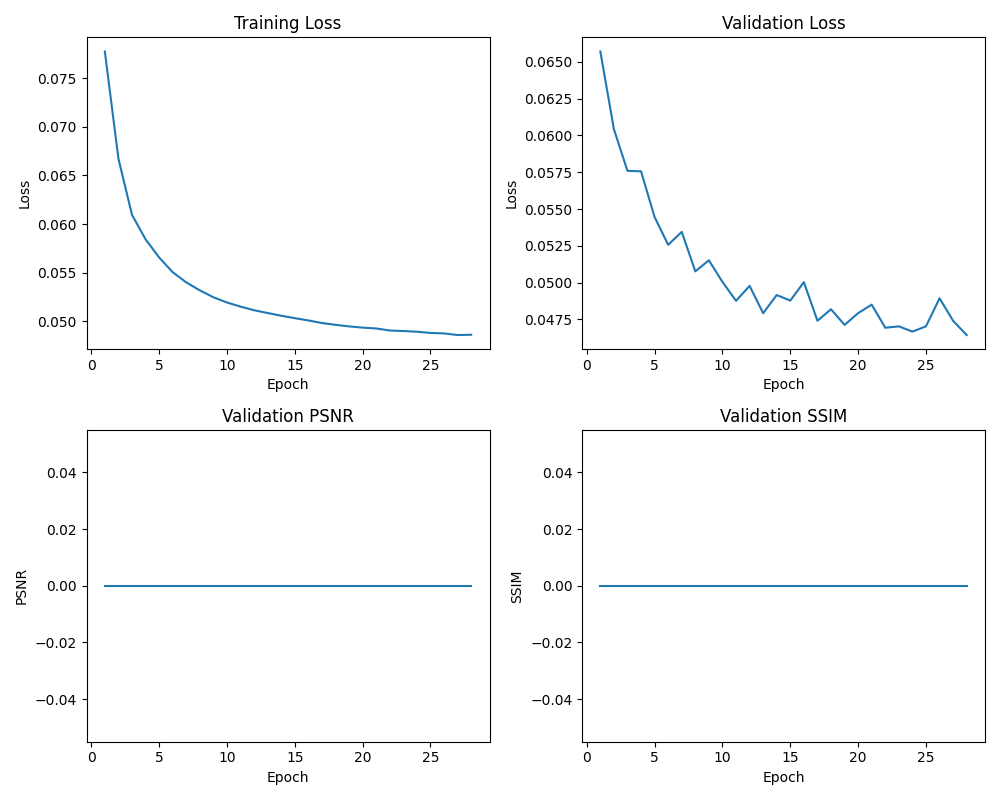 Training Loss
Loss
0.075
0.070
0.065
0.060
0.055
0.050
0 5 10 15 20 25
Epoch
Validation Loss
Loss
0.0650
0.0625
0.0600
0.0575
0.0550
0.0525
0.0500
0.0475
0 5 10 15 20 25
Epoch
Validation PSNR
PSNR
0.04
0.02
0.00
−0.02
−0.04
0 5 10 15 20 25
Epoch
Validation SSIM
SSIM
0.04
0.02
0.00
−0.02
−0.04
0 5 10 15 20 25
Epoch